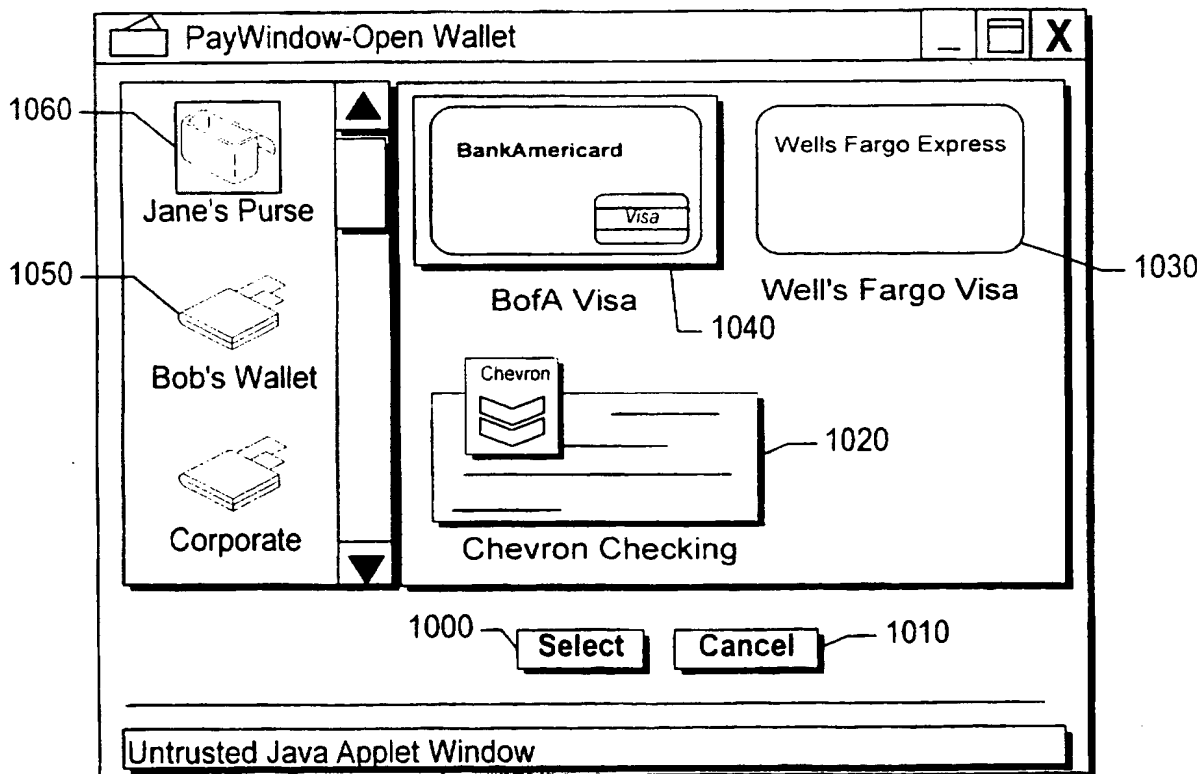 PayWindow-Open Wallet
_ X
1060
Jane's Purse
1050
Bob's Wallet
Corporate
BankAmericard
Visa
BofA Visa
1040
Wells Fargo Express
1030
Well's Fargo Visa
Chevron
1020
Chevron Checking
1000
Select
Cancel
1010
Untrusted Java Applet Window